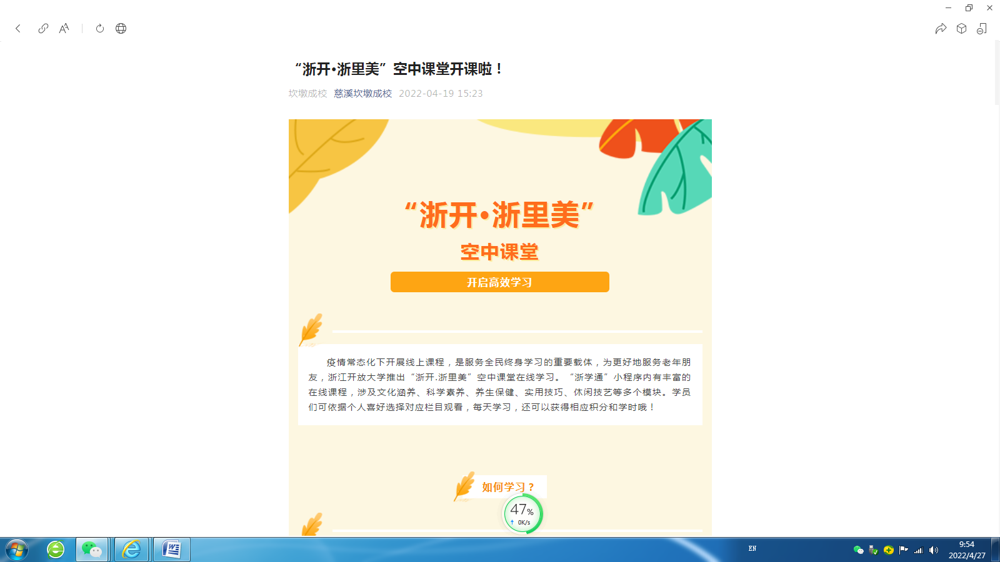 “浙开•浙里美”空中课堂开课啦！
坎墩成校 慈溪坎墩成校 2022-04-19 15:23
“浙开•浙里美”
空中课堂
开启高效学习
疫情常态化下开展线上课程，是服务全民终身学习的重要载体，为更好地服务老年朋
友，浙江开放大学推出“浙开.浙里美”空中课堂在线学习。“浙学通”小程序内有丰富的
在线课程，涉及文化涵养、科学素养、养生保健、实用技巧、休闲技艺等多个模块。学员
们可依据个人喜好选择对应栏目观看，每天学习，还可以获得相应积分和学时哦！
如何学习？
47%
0K/s
EN
9:54
2022/4/27